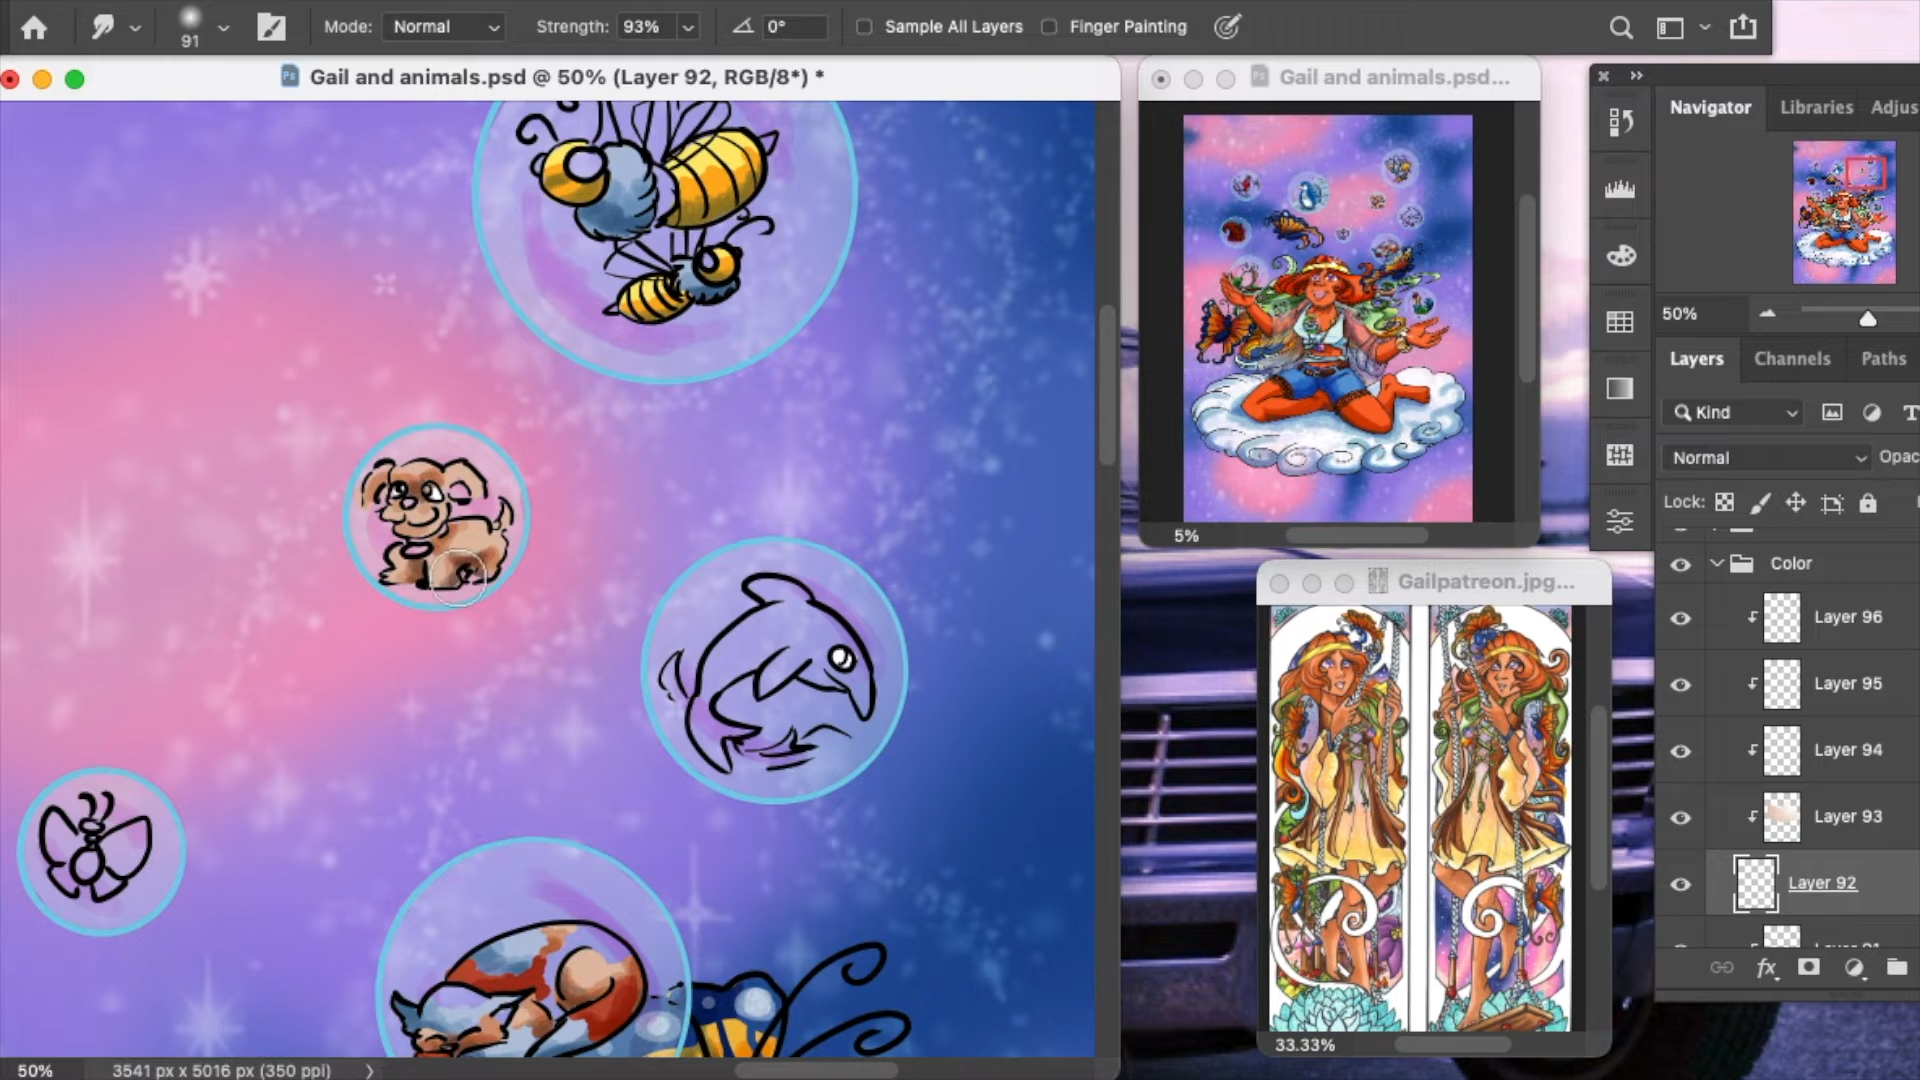 91
Mode: Normal
Strength: 93%
0°
Sample All Layers
Finger Painting
Gail and animals.psd @ 50% (Layer 92, RGB/8*) *
Gail and animals.psd...
Navigator
Libraries
50%
Layers
Channels
Paths
Kind
Normal
Lock:
Color
Layer 96
Layer 95
Layer 94
Layer 93
Layer 92
fx
5%
Gailpatreon.jpg...
33.33%
50%
3541 px x 5016 px (350 ppi)